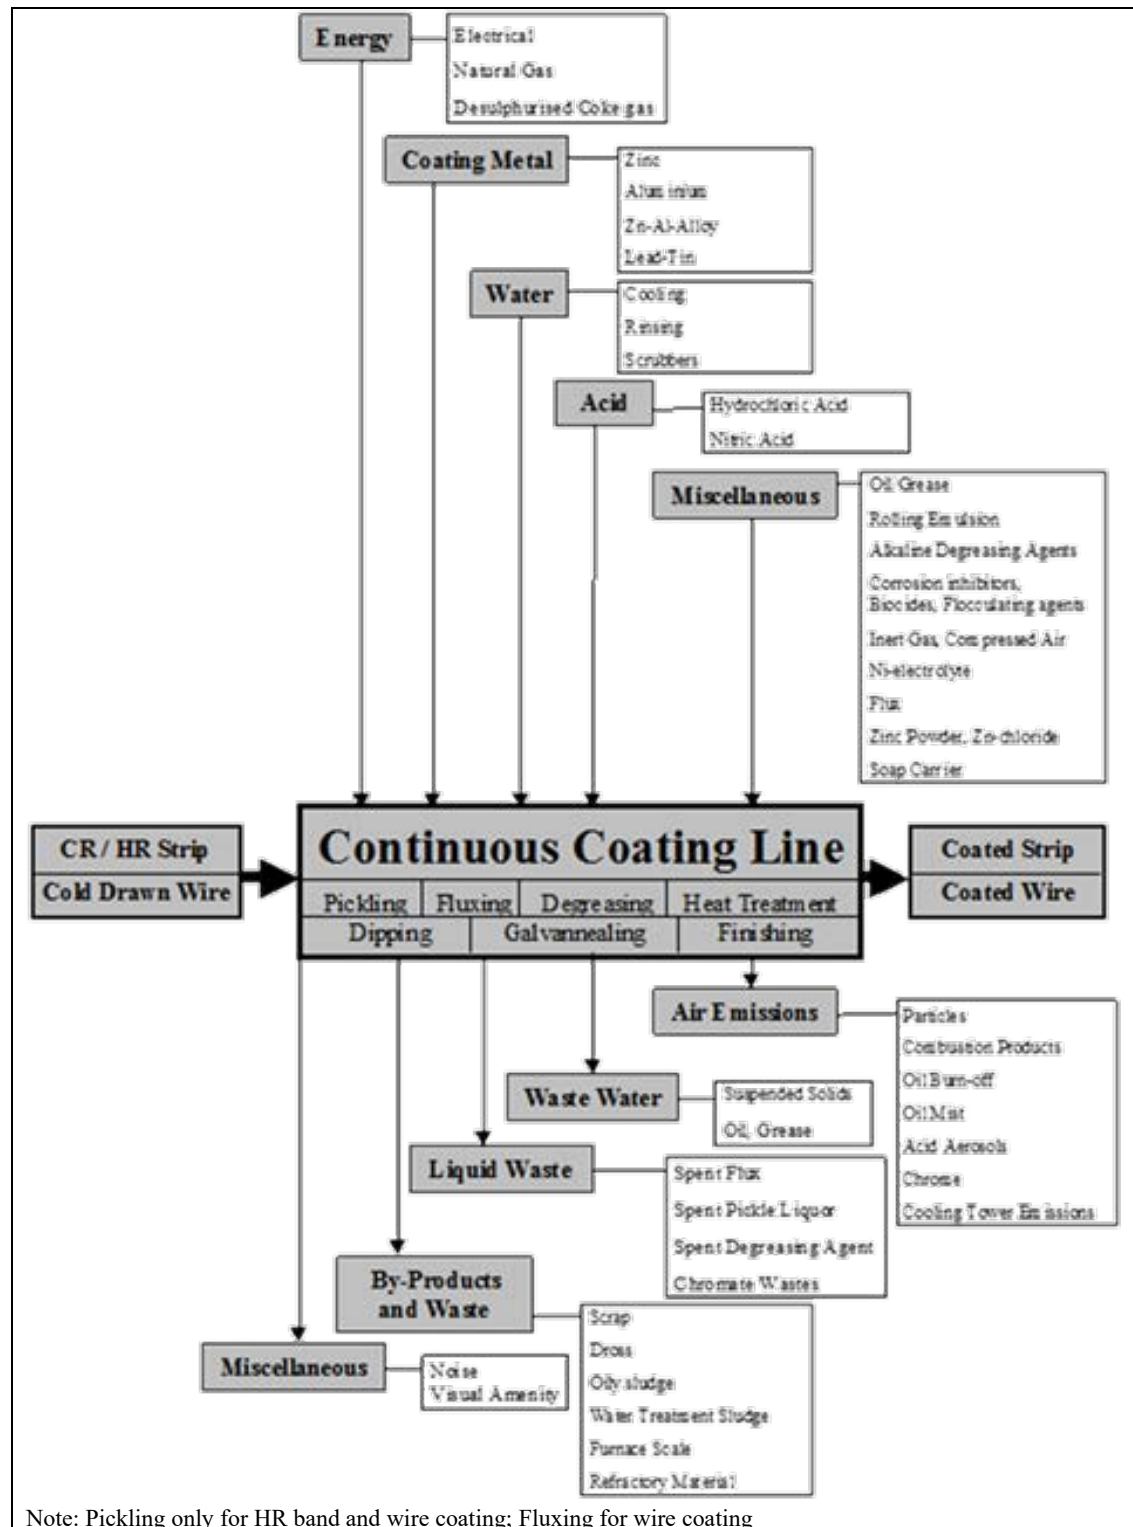 Energy
Electrical
Natural Gas
Desulphurised Coke gas
Coating Metal
Zinc
Aluminium
Zn-Al-Alloy
Lead-Tin
Water
Cooling
Rinsing
Scrubbers
Acid
Hydrochloric Acid
Nitric Acid
Miscellaneous
Oil, Grease
Rolling Emulsion
Alkaline Degreasing Agents
Corrosion inhibitors,
Biocides, Flocculating agents
Inert Gas, Compressed Air
Ni-electrolyte
Flux
Zinc Powder, Zn-chloride
Soap Carrier
CR / HR Strip
Cold Drawn Wire
Continuous Coating Line
Pickling Fluxing Degreasing Heat Treatment
Dipping Galvannealing Finishing
Coated Strip
Coated Wire
Air Emissions
Particles
Combustion Products
Oil Burn-off
Oil Mist
Acid Aerosols
Chrome
Cooling Tower Emissions
Waste Water
Suspended Solids
Oil, Grease
Liquid Waste
Spent Flux
Spent Pickle Liquor
Spent Degreasing Agent
Chromate Wastes
By-Products
and Waste
Scrap
Dross
Oily sludge
Water Treatment Sludge
Furnace Scale
Refractory Material
Miscellaneous
Noise
Visual Amenity
Note: Pickling only for HR band and wire coating; Fluxing for wire coating